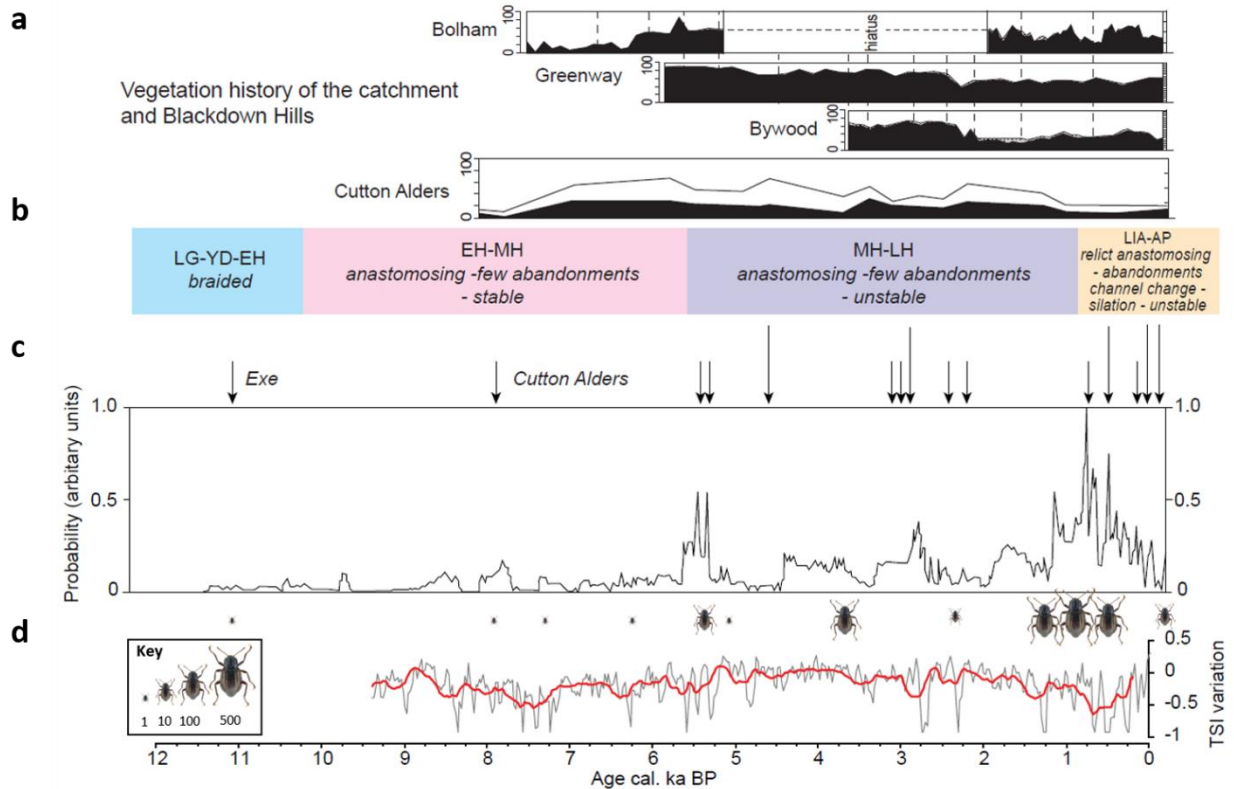 a
Bolham
100
0
hiatus
Greenway
100
0
Vegetation history of the catchment
and Blackdown Hills
Bywood
100
0
Cutton Alders
100
0
b
LG-YD-EH
braided
EH-MH
anastomosing -few abandonments
- stable
MH-LH
anastomosing -few abandonments
- unstable
LIA-AP
relict anastomosing
- abandonments
channel change -
silation - unstable
c
Exe
Cutton Alders
Probability (arbitary units)
1.0
0.5
0
1.0
0.5
0
d
Key
1 10 100 500
0.5
0
-0.5
-1
TSI variation
12 11 10 9 8 7 6 5 4 3 2 1 0
Age cal. ka BP